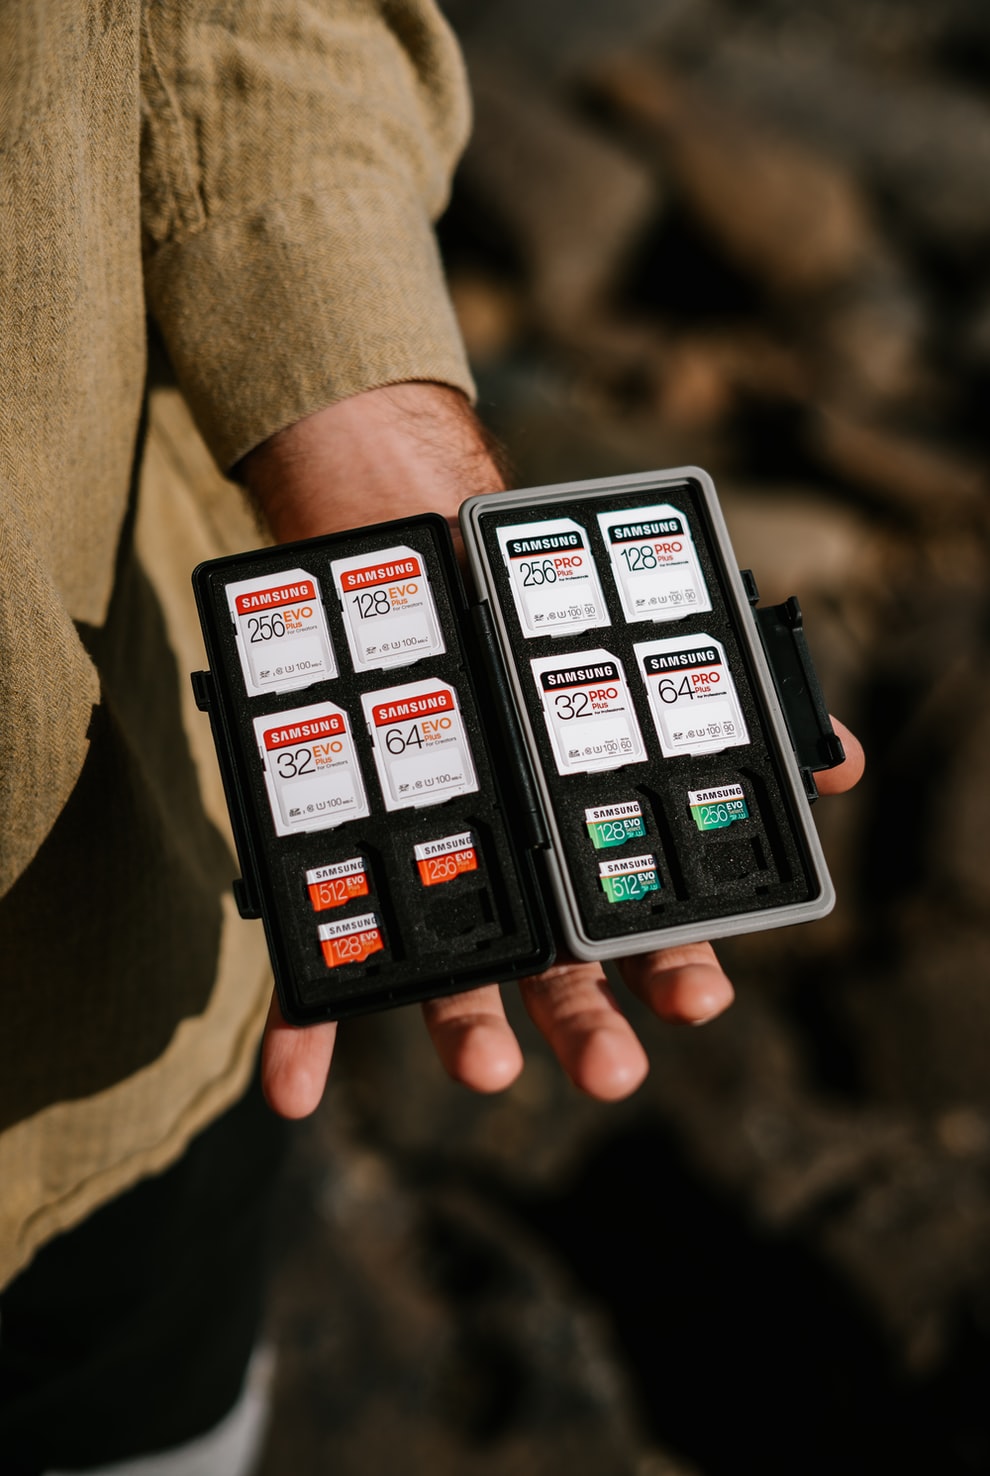 SAMSUNG
256 EVO
Plus
For Creators
100
SAMSUNG
128 EVO
Plus
For Creators
100
SAMSUNG
32 EVO
Plus
For Creators
100
SAMSUNG
64 EVO
Plus
For Creators
100
SAMSUNG
512 EVO
Plus
SAMSUNG
256 EVO
Plus
SAMSUNG
128 EVO
Plus
SAMSUNG
256 PRO
Plus
For Professionals
100 90
SAMSUNG
128 PRO
Plus
For Professionals
100 90
SAMSUNG
32 PRO
Plus
For Professionals
100 60
SAMSUNG
64 PRO
Plus
For Professionals
100 90
SAMSUNG
128 EVO
Select
SAMSUNG
256 EVO
Select
SAMSUNG
512 EVO
Select